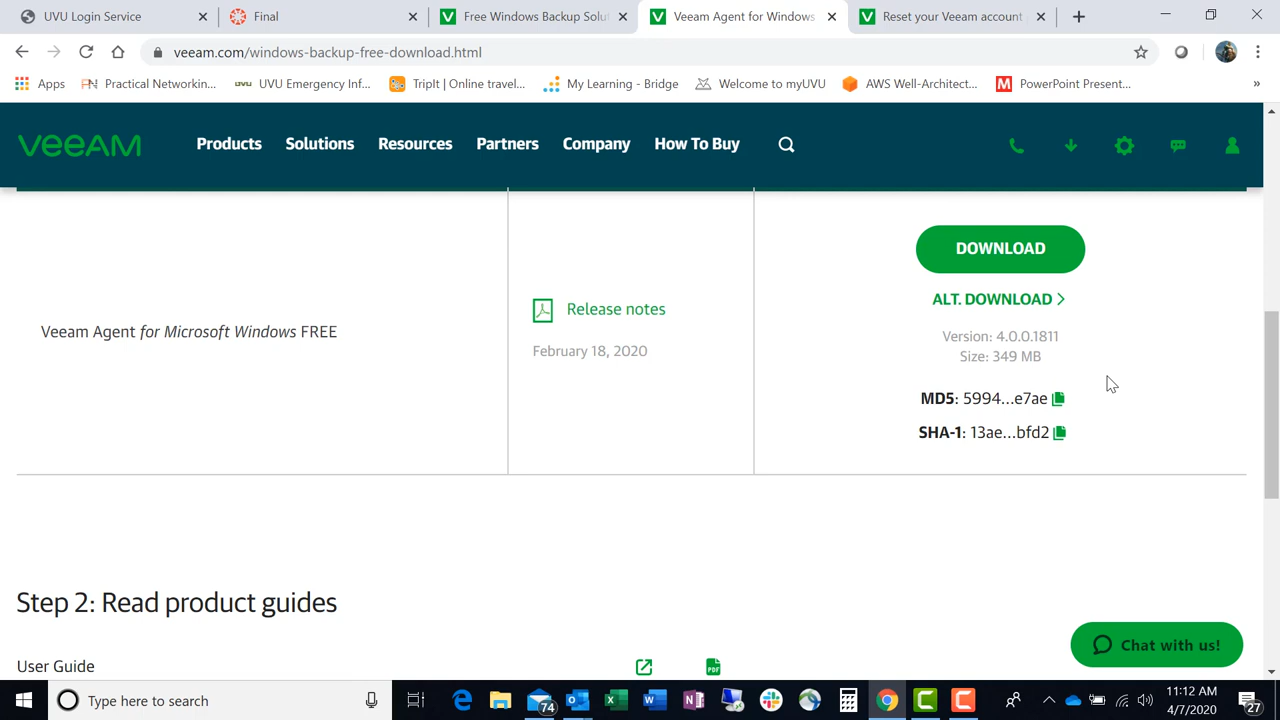 UVU Login Service
Final
Free Windows Backup Solu
Veeam Agent for Windows
Reset your Veeam account
veeam.com/windows-backup-free-download.html
Apps
Practical Networkin...
UVU Emergency Inf...
TripIt | Online travel...
My Learning - Bridge
Welcome to myUVU
AWS Well-Architect...
PowerPoint Present...
»
VEEAM
Products
Solutions
Resources
Partners
Company
How To Buy
DOWNLOAD
ALT. DOWNLOAD >
Veeam Agent for Microsoft Windows FREE
Release notes
February 18, 2020
Version: 4.0.0.1811
Size: 349 MB
MD5: 5994...e7ae
SHA-1: 13ae...bfd2
Step 2: Read product guides
User Guide
PDF
Chat with us!
Type here to search
74
11:12 AM
4/7/2020
27